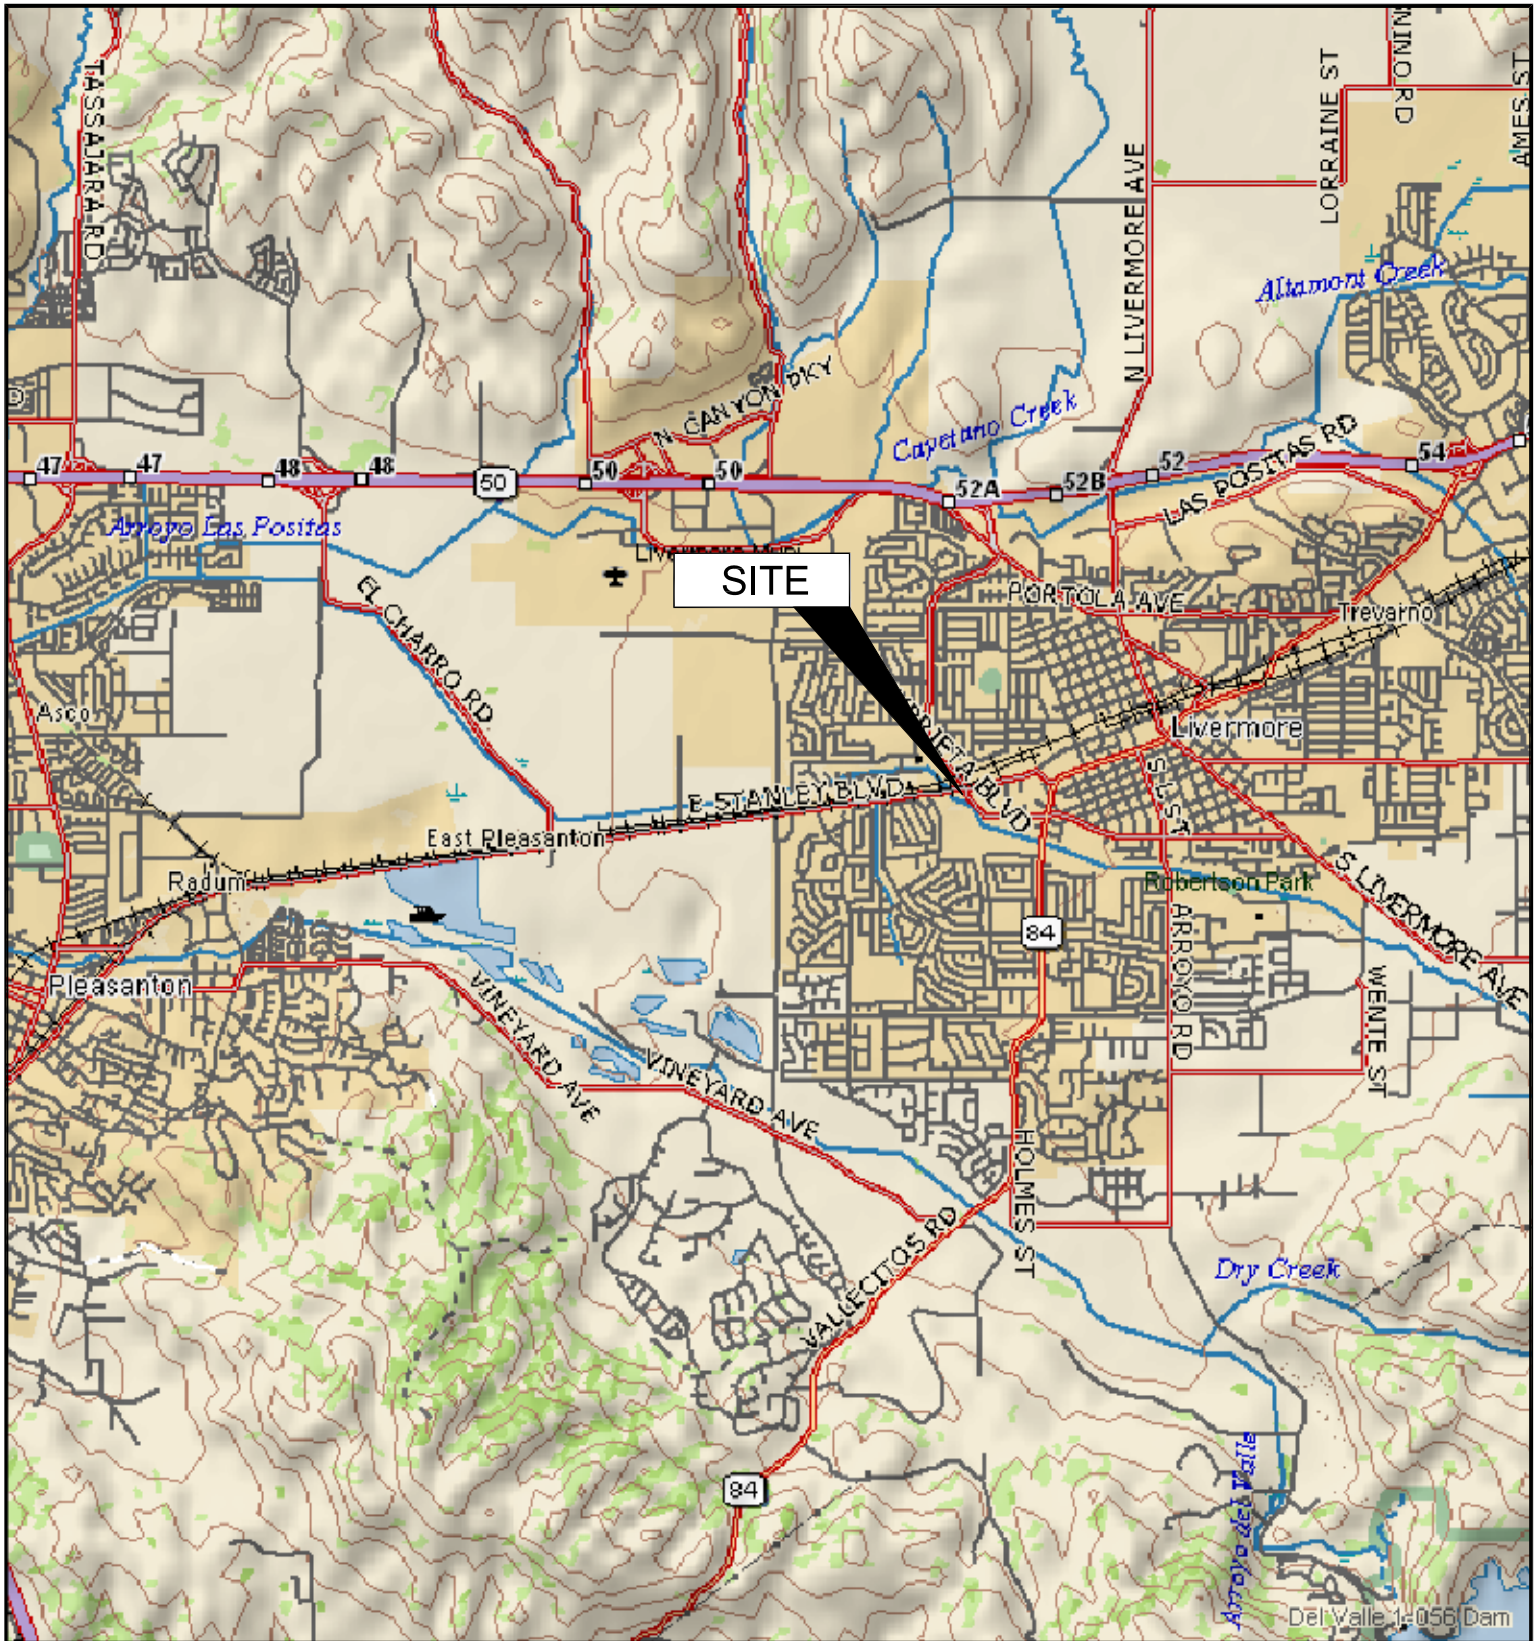 TASSAJARA RD
N LIVERMORE AVE
LORRAINE ST
AMES ST
Altamont Creek
N CANYON PKY
Cayetano Creek
LAS POSITAS RD
47
47
48
48
50
50
50
52A
52B
52
54
Arroyo Las Positas
SITE
EL CHARRO RD
PORTOLA AVE
Trevarno
Asco
Livermore
BLVD
E STANLEY BLVD
S L ST
East Pleasanton
Radum
Robertson Park
S LIVERMORE AVE
84
ARROYO RD
WENTE ST
Pleasanton
VINEYARD AVE
VINEYARD AVE
HOLMES ST
VALLECITOS RD
Dry Creek
84
Arroyo del Valle
Del Valle 1-056 Dam